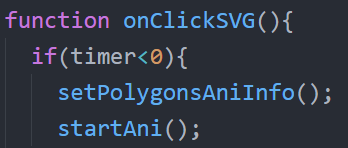 function onClickSVG(){
if(timer<0){
setPolygonsAniInfo();
startAni();